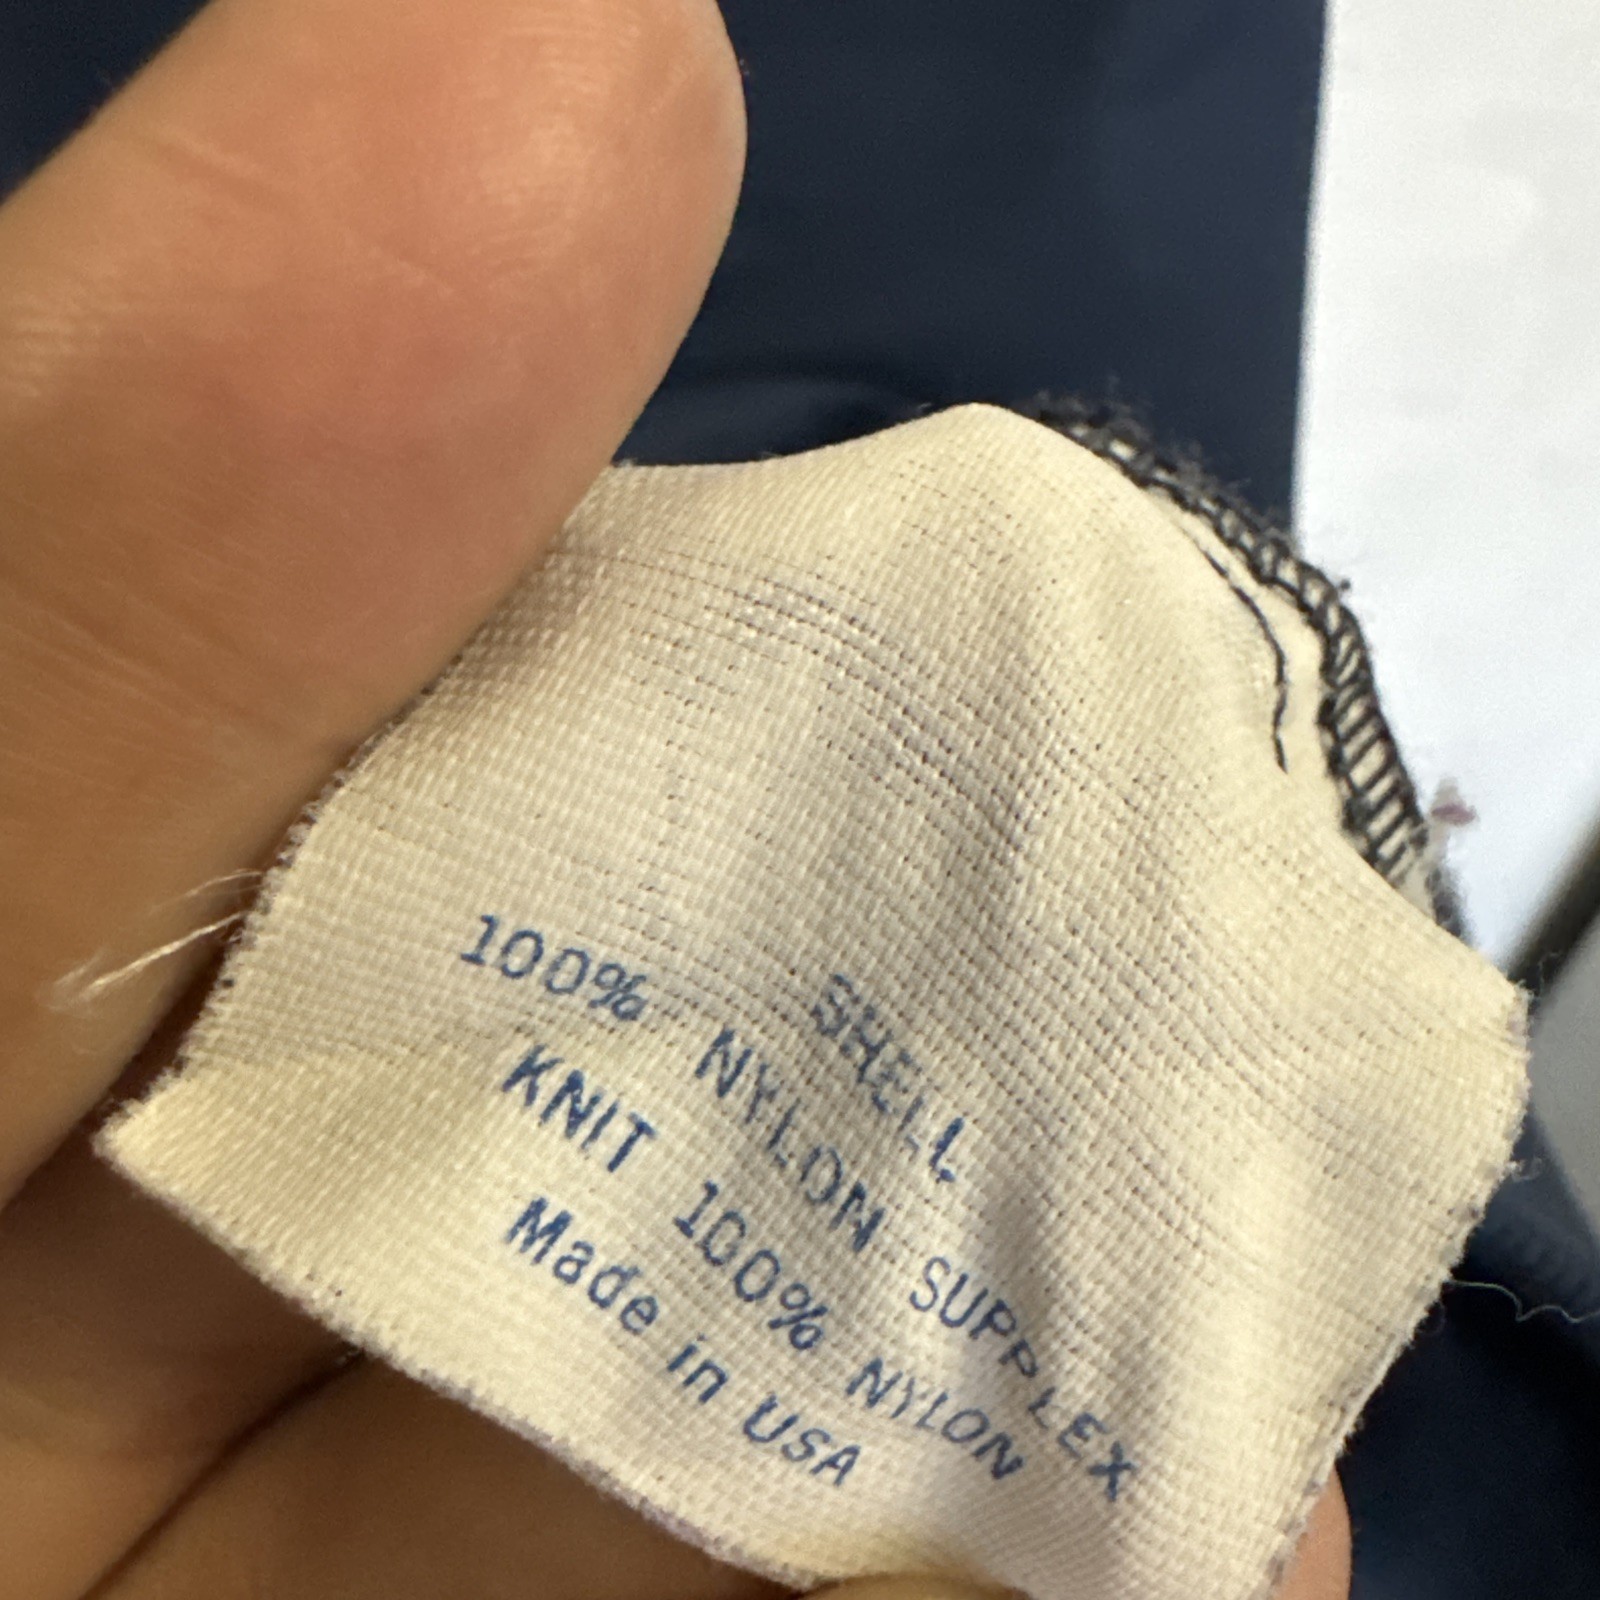 SHELL
100% NYLON SUPPLEX
KNIT 100% NYLON
Made in USA